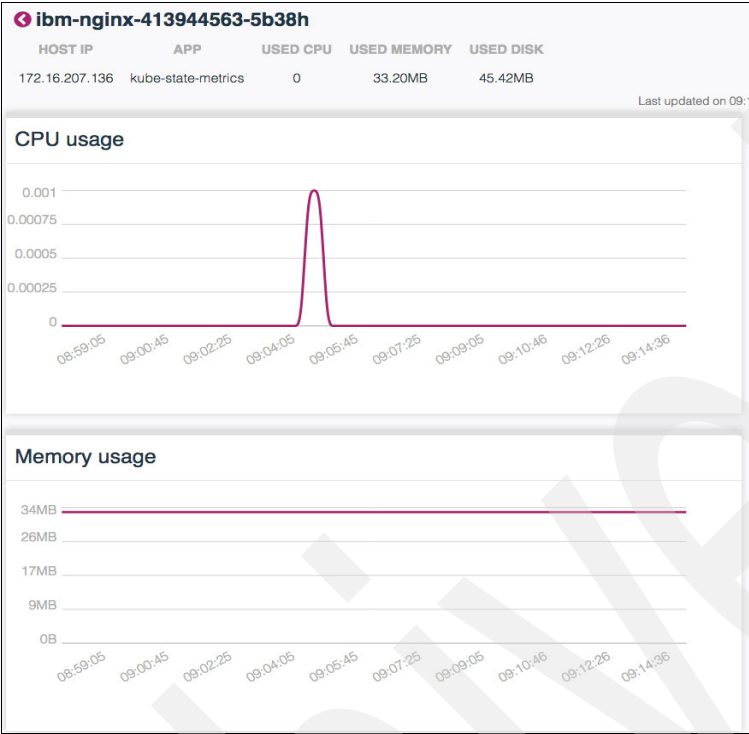 ibm-nginx-413944563-5b38h
HOST IP APP USED CPU USED MEMORY USED DISK
172.16.207.136 kube-state-metrics 0 33.20MB 45.42MB
Last updated on 09:
CPU usage
0.001
0.00075
0.0005
0.00025
0
08:59:05 09:00:45 09:02:25 09:04:05 09:05:45 09:07:25 09:09:05 09:10:46 09:12:26 09:14:36
Memory usage
34MB
26MB
17MB
9MB
0B
08:59:05 09:00:45 09:02:25 09:04:05 09:05:45 09:07:25 09:09:05 09:10:46 09:12:26 09:14:36